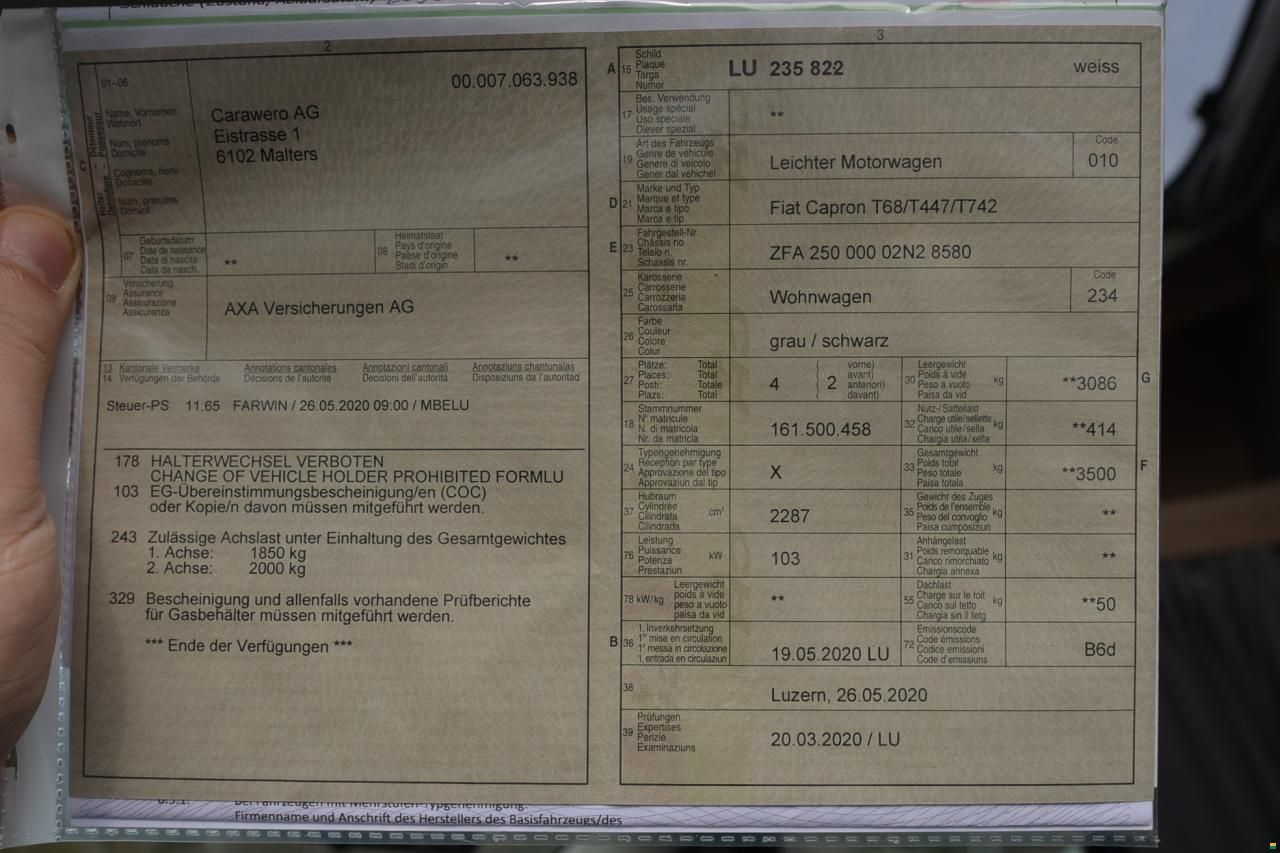 2
01-06
00.007.063.938
Halter
Détenteur
Detentore
Possessur
C
Name, Vornamen
Wohnort
Nom, prénoms
Domicile
Cognome, nomi
Domicilio
Num, prenums
Domicil
Carawero AG
Eistrasse 1
6102 Malters
07
Geburtsdatum
Date de naissance
Data di nascita
Data da nasch.
**
08
Heimatstaat
Pays d'origine
Paese d'origine
Stadi d'origin
**
09
Versicherung
Assurance
Assicurazione
Assicuranza
AXA Versicherungen AG
13 Kantonale Vermerke Annotations cantonales Annotazioni cantonali Annotaziuns chantunalas
14 Verfügungen der Behörde Décisions de l'autorité Decisioni dell'autorità Disposiziuns da l'autoritad
Steuer-PS 11.65 FARWIN / 26.05.2020 09:00 / MBELU
178 HALTERWECHSEL VERBOTEN
CHANGE OF VEHICLE HOLDER PROHIBITED FORMLU
103 EG-Übereinstimmungsbescheinigung/en (COC)
oder Kopie/n davon müssen mitgeführt werden.
243 Zulässige Achslast unter Einhaltung des Gesamtgewichtes
1. Achse: 1850 kg
2. Achse: 2000 kg
329 Bescheinigung und allenfalls vorhandene Prüfberichte
für Gasbehälter müssen mitgeführt werden.
*** Ende der Verfügungen ***
3
A 15
Schild
Plaque
Targa
Numer
LU 235 822 weiss
17
Bes. Verwendung
Usage spécial
Uso speciale
Diever spezial
**
19
Art des Fahrzeugs
Genre de véhicule
Genere di veicolo
Gener dal vehichel
Leichter Motorwagen
Code
010
D 21
Marke und Typ
Marque et type
Marca e tipo
Marca e tip
Fiat Capron T68/T447/T742
E 23
Fahrgestell-Nr.
Châssis no
Telaio n.
Schassis nr.
ZFA 250 000 02N2 8580
25
Karosserie
Carrosserie
Carrozzeria
Carossaria
Wohnwagen
Code
234
26
Farbe
Couleur
Colore
Colur
grau / schwarz
27
Plätze: Total
Places: Total
Posti: Totale
Plazs: Total
4 ( 2
vorne)
avant)
anteriori)
davant)
30
Leergewicht
Poids à vide
Peso a vuoto
Paisa da vid
kg
**3086
G
18
Stammnummer
N° matricule
N. di matricola
Nr. da matricla
161.500.458
32
Nutz-/Sattellast
Charge utile/sellette
Carico utile/sella
Chargia utila/sella
kg
**414
24
Typengenehmigung
Réception par type
Approvazione del tipo
Approvaziun dal tip
X
33
Gesamtgewicht
Poids total
Peso totale
Paisa totala
kg
**3500
F
37
Hubraum
Cylindrée
Cilindrata
Cilindrada
cm³
2287
35
Gewicht des Zuges
Poids de l'ensemble
Peso del convoglio
Paisa cumposiziun
kg
**
76
Leistung
Puissance
Potenza
Prestaziun
kW
103
31
Anhängelast
Poids remorquable
Carico rimorchiato
Chargia annexa
kg
**
78 kW/kg
Leergewicht
poids à vide
peso a vuoto
paisa da vid
**
55
Dachlast
Charge sur le toit
Carico sul tetto
Chargia sin il tetg
kg
**50
B 36
1. Inverkehrsetzung
1re mise en circulation
1a messa in circolazione
1. entrada en circulaziun
19.05.2020 LU
72
Emissionscode
Code émissions
Codice emissioni
Code d'emissiuns
B6d
38
Luzern, 26.05.2020
39
Prüfungen
Expertises
Perizie
Examinaziuns
20.03.2020 / LU
Bei Fahrzeugen mit Mehrstufen-Typgenehmigung:
Firmenname und Anschrift des Herstellers des Basisfahrzeugs/des